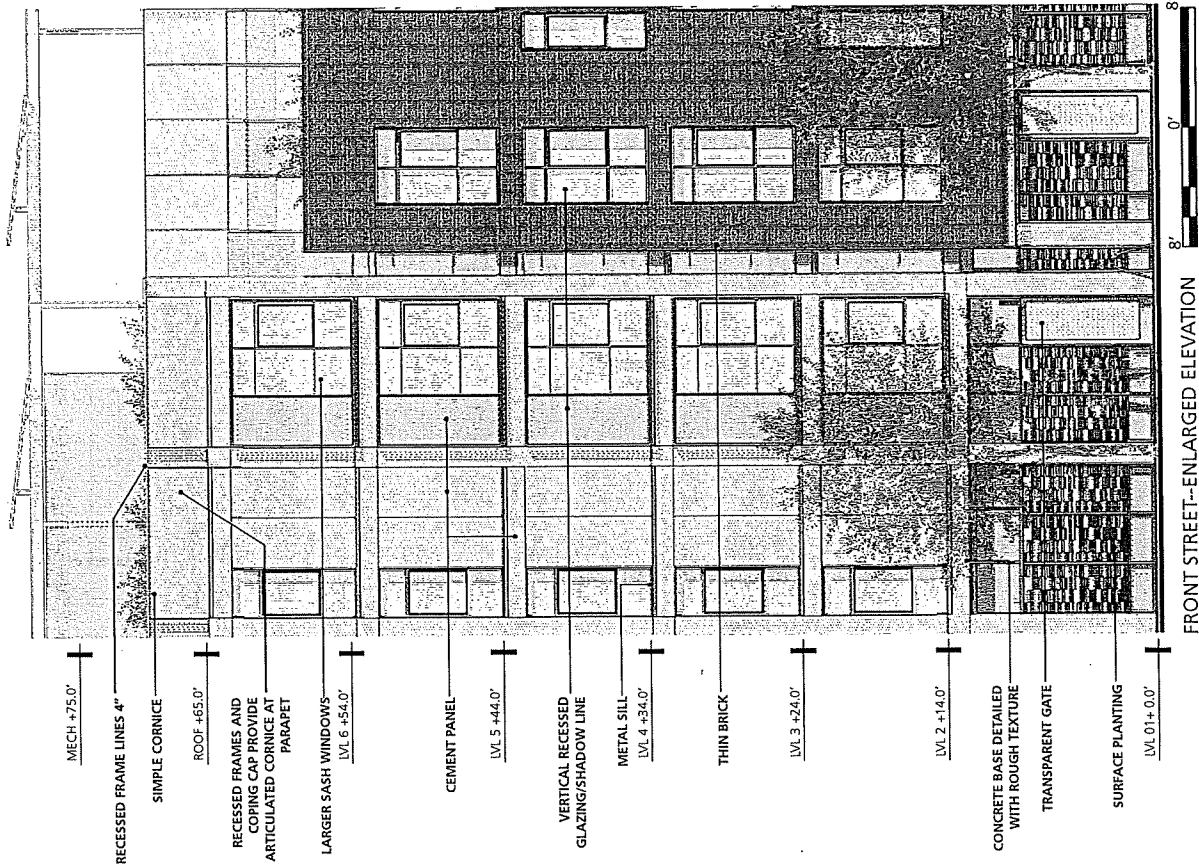 MECH +75.0'
RECESSED FRAME LINES 4"
SIMPLE CORNICE
ROOF +65.0'
RECESSED FRAMES AND
COPING CAP PROVIDE
ARTICULATED CORNICE AT
PARAPET
LARGER SASH WINDOWS
LVL 6 +54.0'
CEMENT PANEL
LVL 5 +44.0'
VERTICAL RECESSED
GLAZING/SHADOW LINE
METAL SILL
LVL 4 +34.0'
THIN BRICK
LVL 3 +24.0'
LVL 2 +14.0'
CONCRETE BASE DETAILED
WITH ROUGH TEXTURE
TRANSPARENT GATE
SURFACE PLANTING
LVL 01+ 0.0'
FRONT STREET- ENLARGED ELEVATION
8' 0' 8